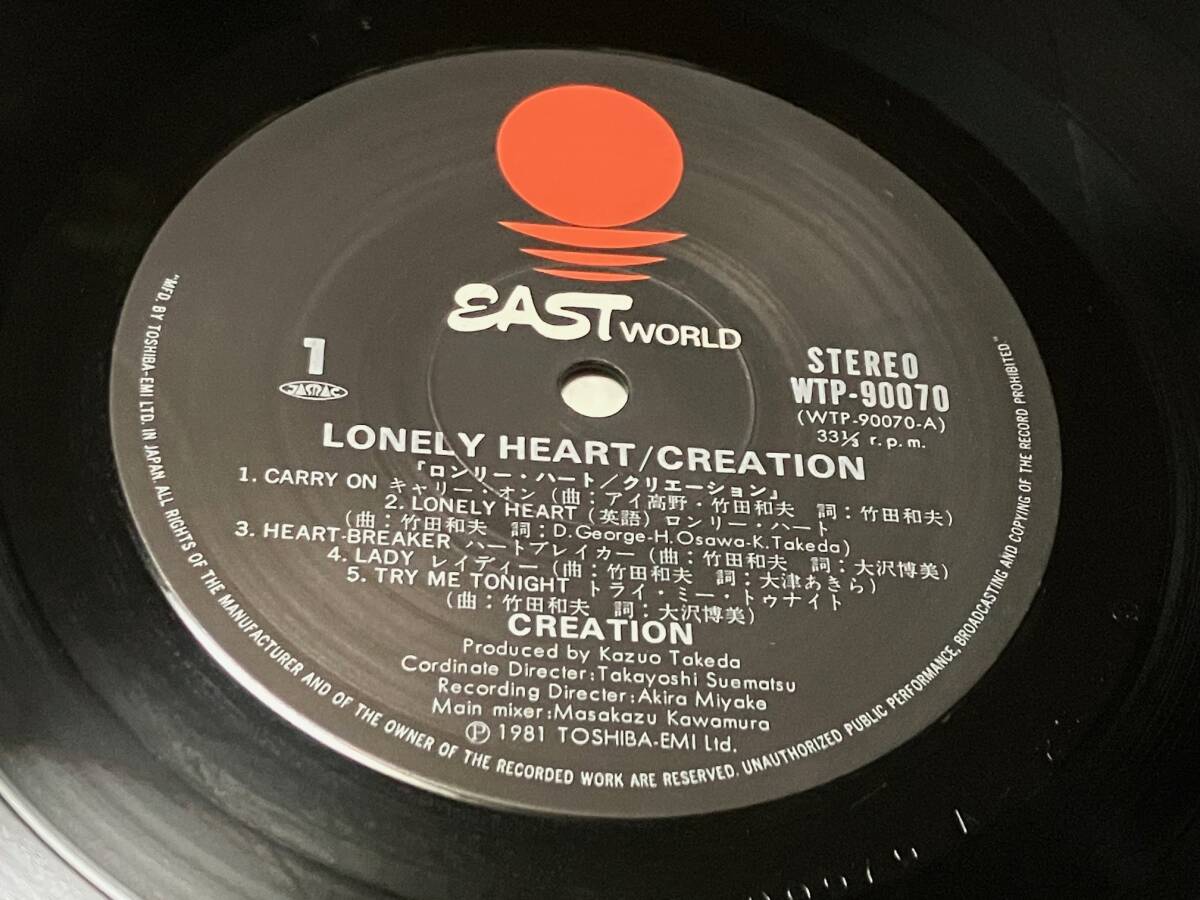 EAST WORLD
1
JASRAC
STEREO
WTP-90070
(WTP-90070-A)
33⅓ r.p.m.
LONELY HEART/CREATION
「ロンリー・ハート/クリエーション」
1. CARRY ON キャリー・オン (曲:アイ高野・竹田和夫 詞:竹田和夫)
2. LONELY HEART (英語) ロンリー・ハート
(曲:竹田和夫 詞:D.George-H.Osawa-K.Takeda)
3. HEART-BREAKER ハートブレイカー (曲:竹田和夫 詞:大沢博美)
4. LADY レイディー (曲:竹田和夫 詞:大津あきら)
5. TRY ME TONIGHT トライ・ミー・トゥナイト
(曲:竹田和夫 詞:大沢博美)
CREATION
Produced by Kazuo Takeda
Cordinate Directer:Takayoshi Suematsu
Recording Directer:Akira Miyake
Main mixer:Masakazu Kawamura
Ⓟ 1981 TOSHIBA-EMI Ltd.
"MFD. BY TOSHIBA-EMI LTD. IN JAPAN. ALL RIGHTS OF THE MANUFACTURER AND OF THE OWNER OF THE RECORDED WORK ARE RESERVED. UNAUTHORIZED PUBLIC PERFORMANCE, BROADCASTING AND COPYING OF THE RECORD PROHIBITED."